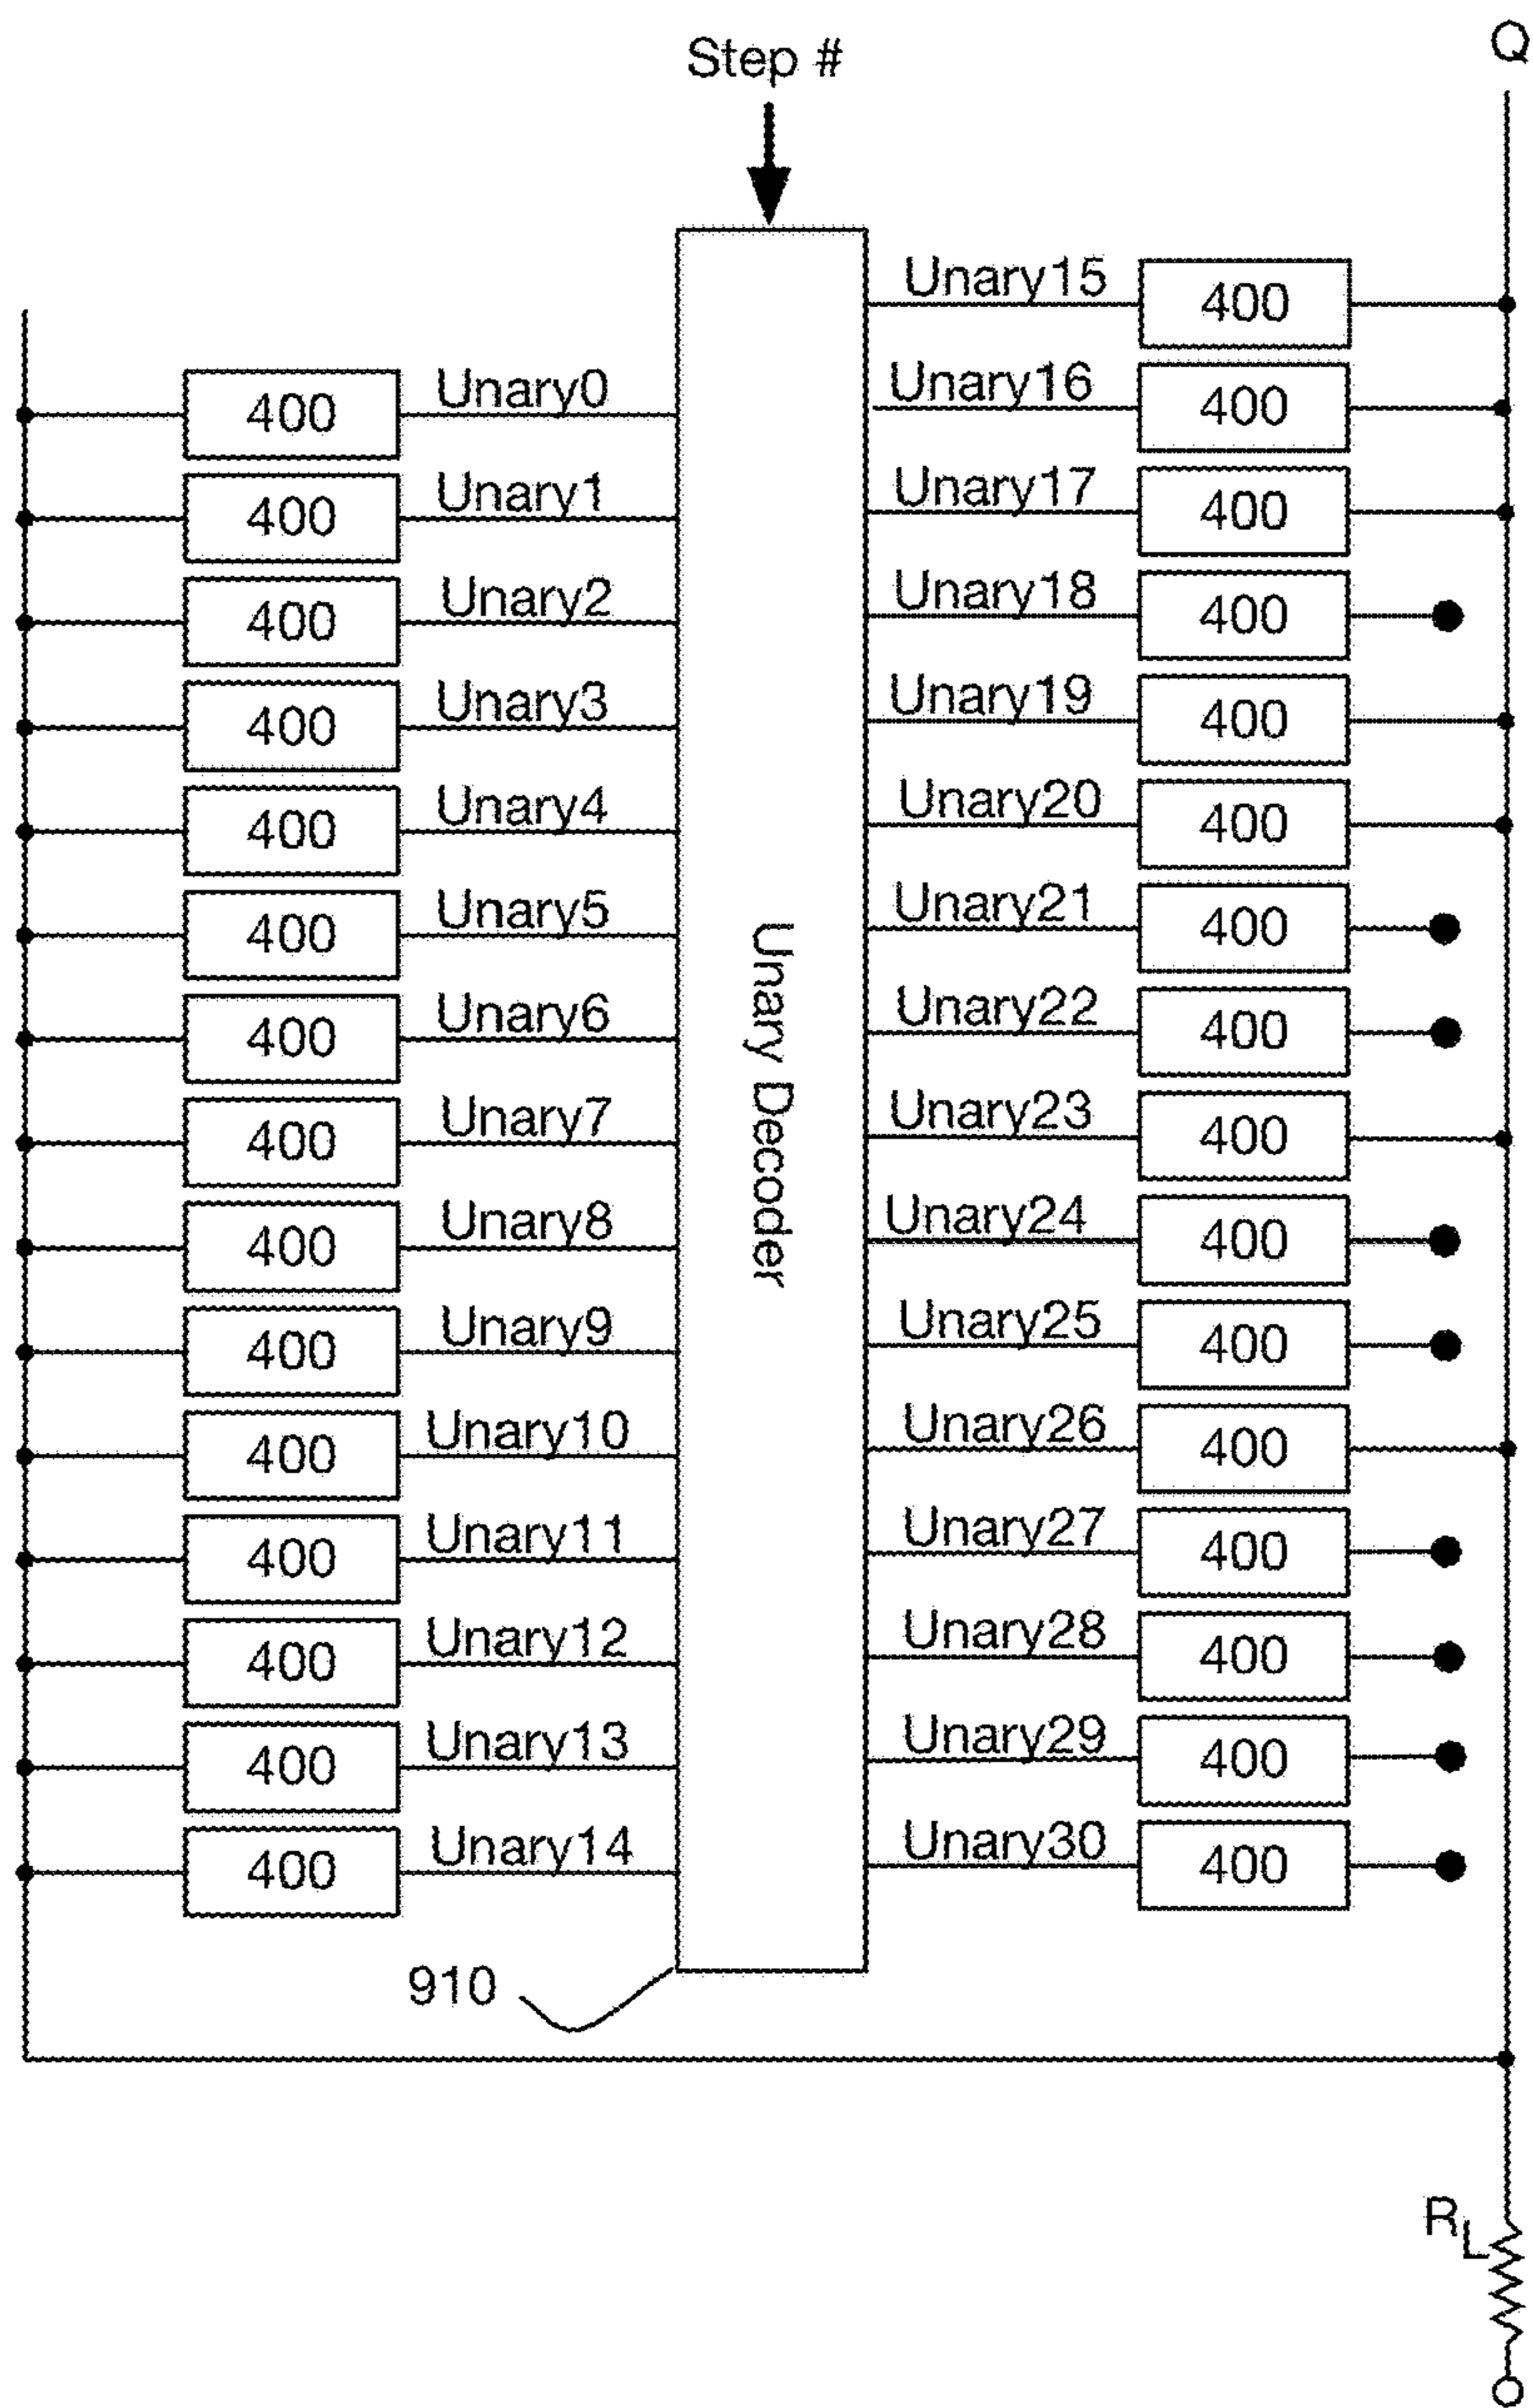 Step #
Q
Unary15 400
400 Unary0
Unary16 400
400 Unary1
Unary17 400
400 Unary2
Unary18 400
400 Unary3
Unary19 400
400 Unary4
Unary20 400
400 Unary5
Unary21 400
400 Unary6
Unary22 400
400 Unary7
Unary23 400
400 Unary8
Unary24 400
400 Unary9
Unary25 400
400 Unary10
Unary26 400
400 Unary11
Unary27 400
400 Unary12
Unary28 400
400 Unary13
Unary29 400
400 Unary14
Unary30 400
Unary Decoder
910
RL